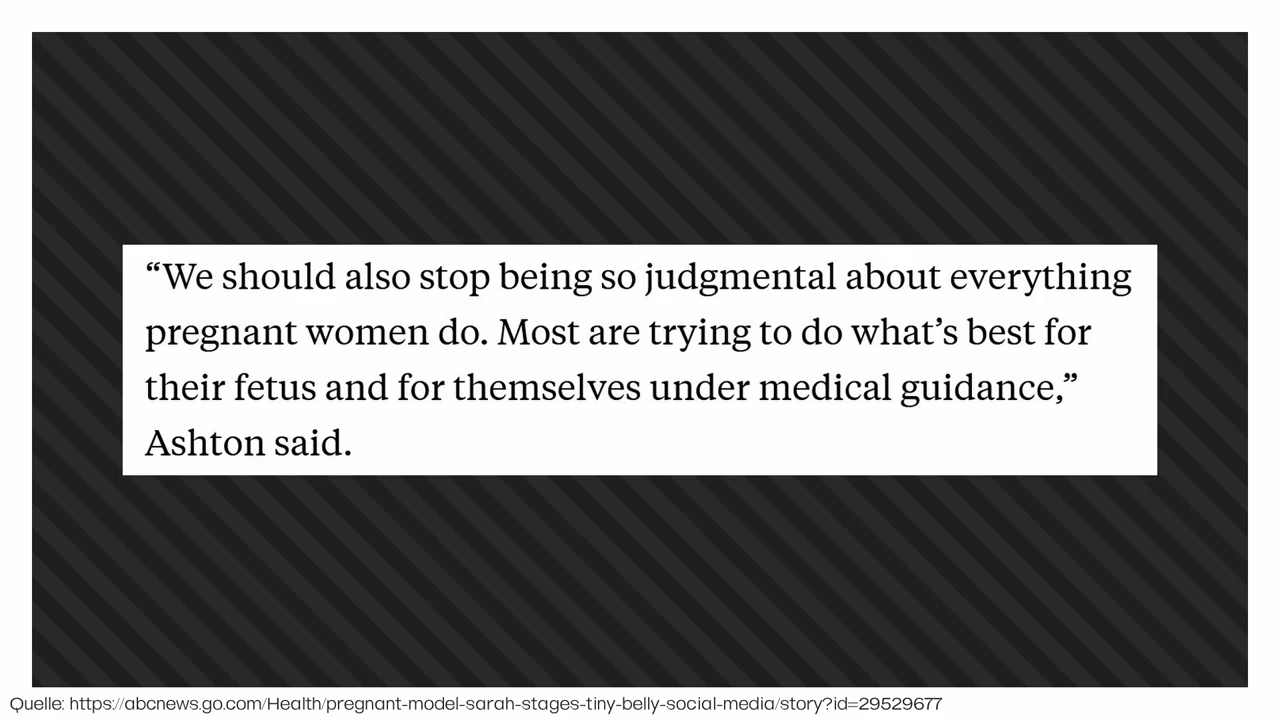 “We should also stop being so judgmental about everything
pregnant women do. Most are trying to do what’s best for
their fetus and for themselves under medical guidance,”
Ashton said.
Quelle: https://abcnews.go.com/Health/pregnant-model-sarah-stages-tiny-belly-social-media/story?id=29529677